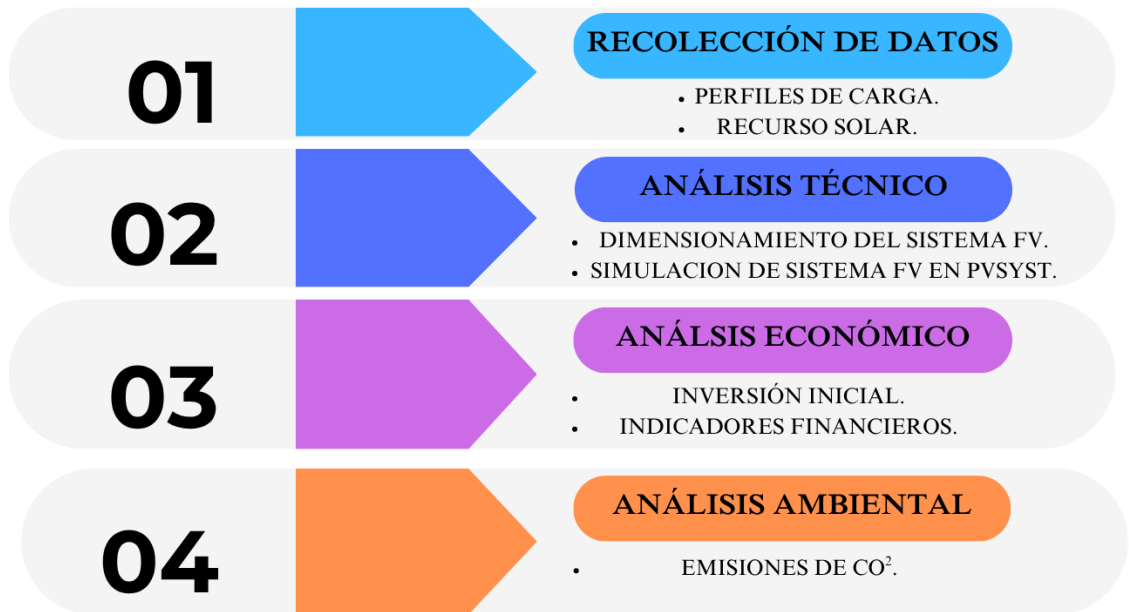 01
RECOLECCIÓN DE DATOS
• PERFILES DE CARGA.
• RECURSO SOLAR.
02
ANÁLISIS TÉCNICO
• DIMENSIONAMIENTO DEL SISTEMA FV.
• SIMULACION DE SISTEMA FV EN PVSYST.
03
ANÁLSIS ECONÓMICO
• INVERSIÓN INICIAL.
• INDICADORES FINANCIEROS.
04
ANÁLISIS AMBIENTAL
• EMISIONES DE CO².